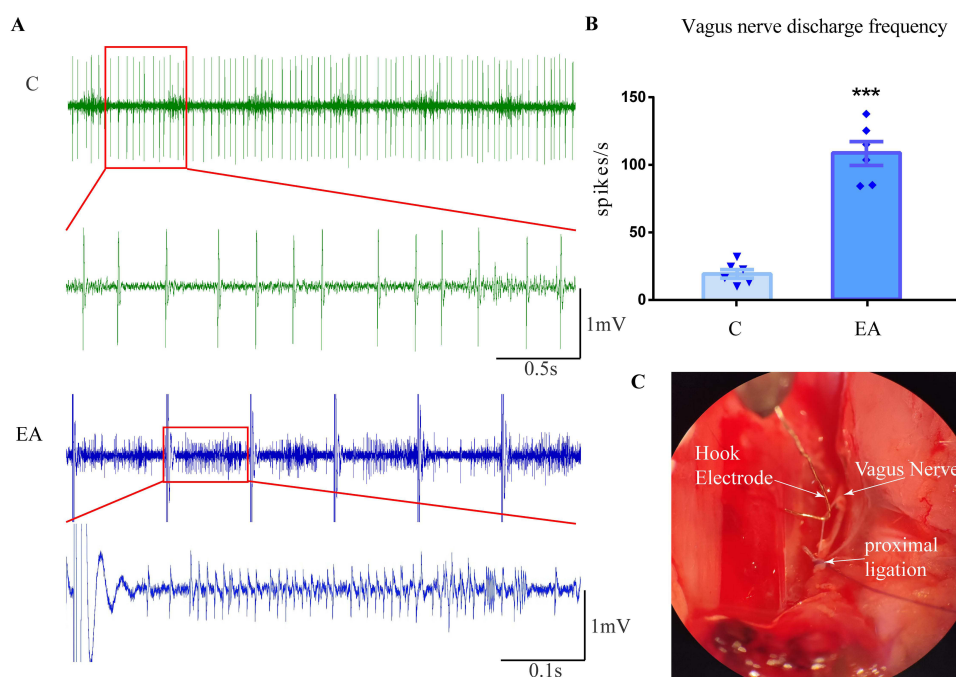 A
C
1mV
0.5s
EA
1mV
0.1s
B
Vagus nerve discharge frequency
***
150
100
50
0
spikes/s
C
EA
C
Hook
Electrode
Vagus Nerve
proximal
ligation